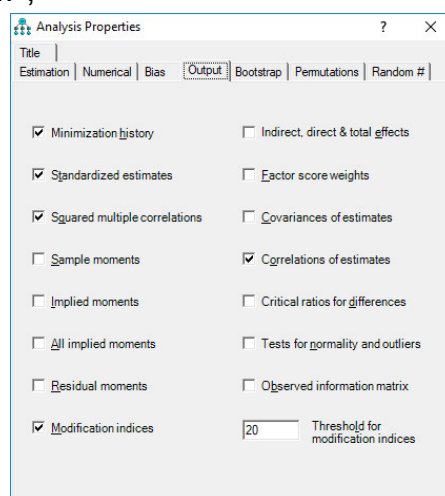 Analysis Properties ? X
Title
Estimation Numerical Bias Output Bootstrap Permutations Random #
Minimization history Indirect, direct & total effects
Standardized estimates Factor score weights
Squared multiple correlations Covariances of estimates
Sample moments Correlations of estimates
Implied moments Critical ratios for differences
All implied moments Tests for normality and outliers
Residual moments Observed information matrix
Modification indices 20 Threshold for
modification indices